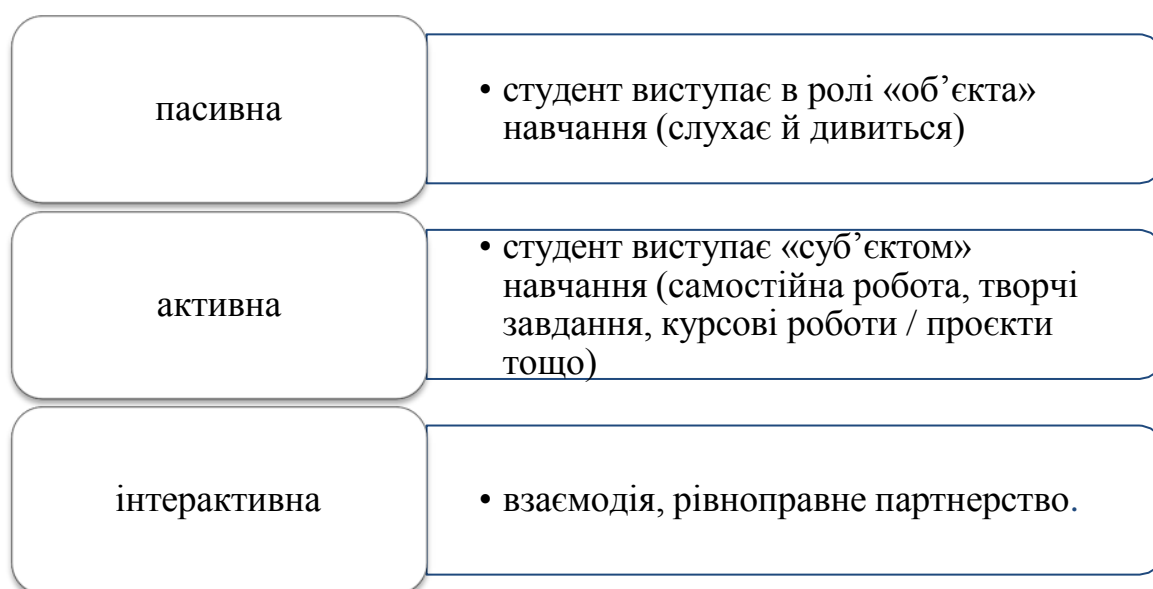 пасивна
• студент виступає в ролі «об’єкта»
навчання (слухає й дивиться)
активна
• студент виступає «суб’єктом»
навчання (самостійна робота, творчі
завдання, курсові роботи / проєкти
тощо)
інтерактивна
• взаємодія, рівноправне партнерство.